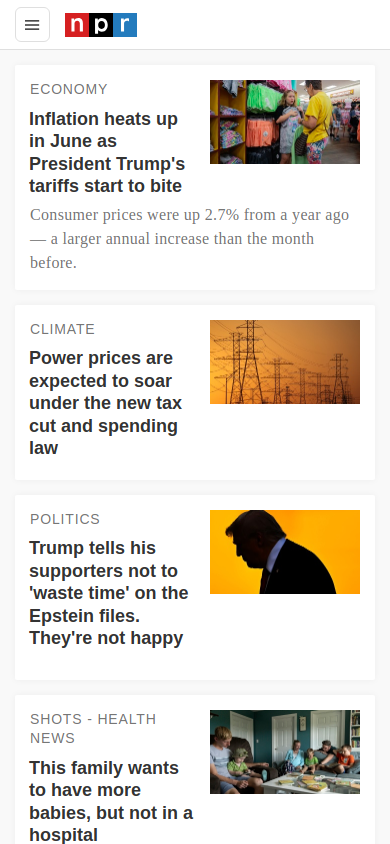 npr
ECONOMY
Inflation heats up
in June as
President Trump's
tariffs start to bite
Consumer prices were up 2.7% from a year ago
— a larger annual increase than the month
before.
CLIMATE
Power prices are
expected to soar
under the new tax
cut and spending
law
POLITICS
Trump tells his
supporters not to
'waste time' on the
Epstein files.
They're not happy
SHOTS - HEALTH
NEWS
This family wants
to have more
babies, but not in a
hospital